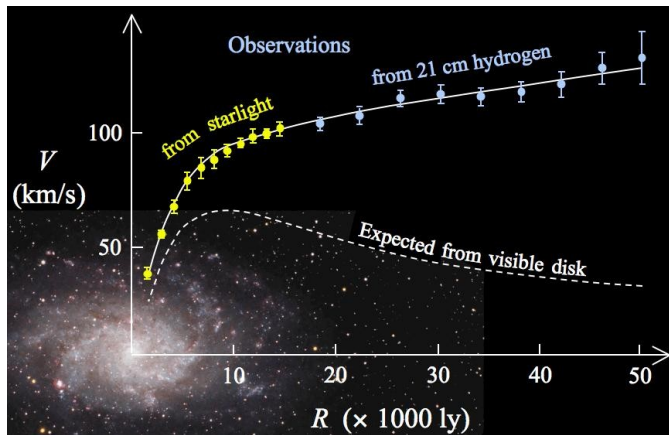 Observations
from 21 cm hydrogen
from starlight
100
V
(km/s)
50
Expected from visible disk
10
20
30
40
50
R (× 1000 ly)